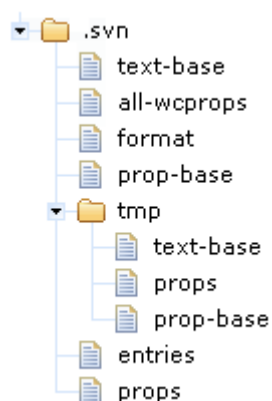 .svn
text-base
all-wcprops
format
prop-base
tmp
text-base
props
prop-base
entries
props